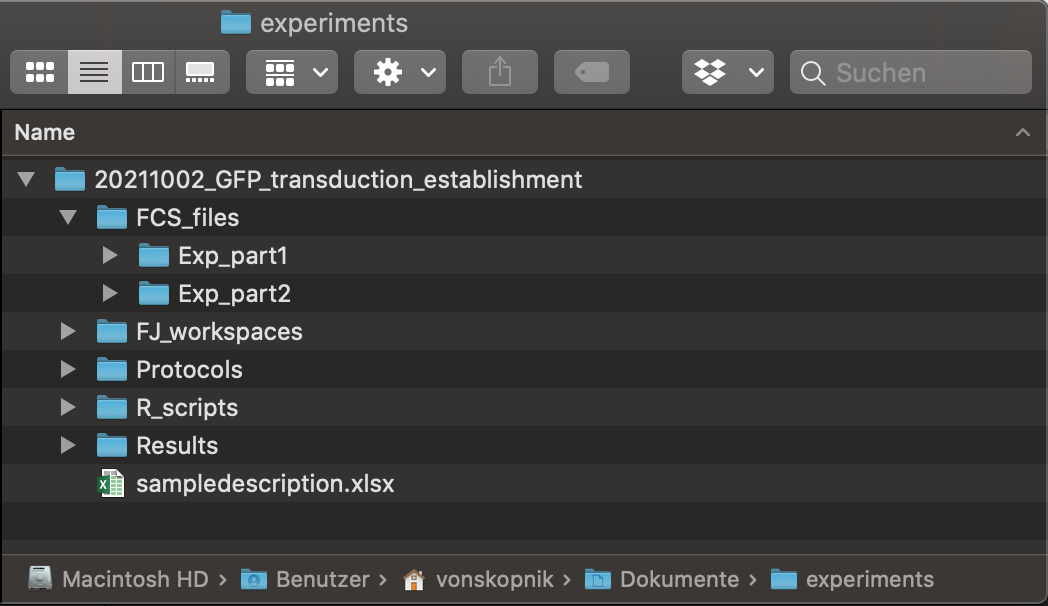 experiments
Suchen
Name
20211002_GFP_transduction_establishment
FCS_files
Exp_part1
Exp_part2
FJ_workspaces
Protocols
R_scripts
Results
sampledescription.xlsx
Macintosh HD › Benutzer › vonskopnik › Dokumente › experiments